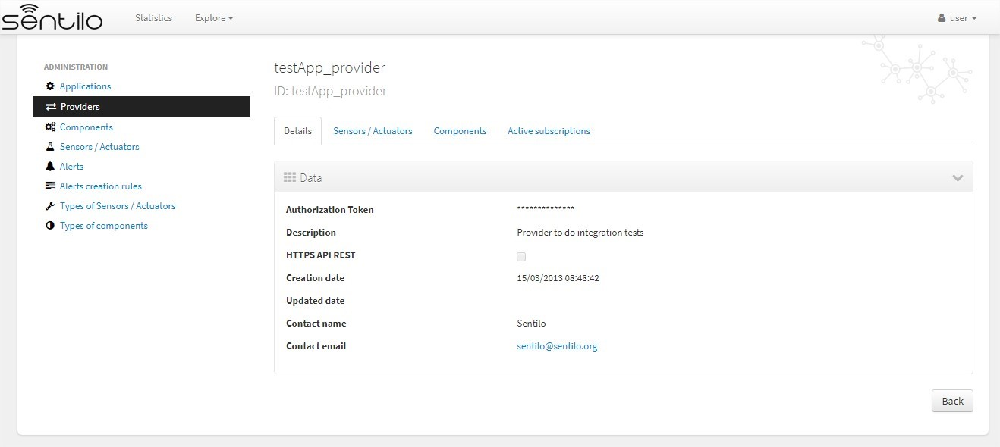 sentilo
Statistics
Explore
user
ADMINISTRATION
Applications
Providers
Components
Sensors / Actuators
Alerts
Alerts creation rules
Types of Sensors / Actuators
Types of components
testApp_provider
ID: testApp_provider
Details
Sensors / Actuators
Components
Active subscriptions
Data
Authorization Token **************
Description Provider to do integration tests
HTTPS API REST
Creation date 15/03/2013 08:48:42
Updated date
Contact name Sentilo
Contact email sentilo@sentilo.org
Back